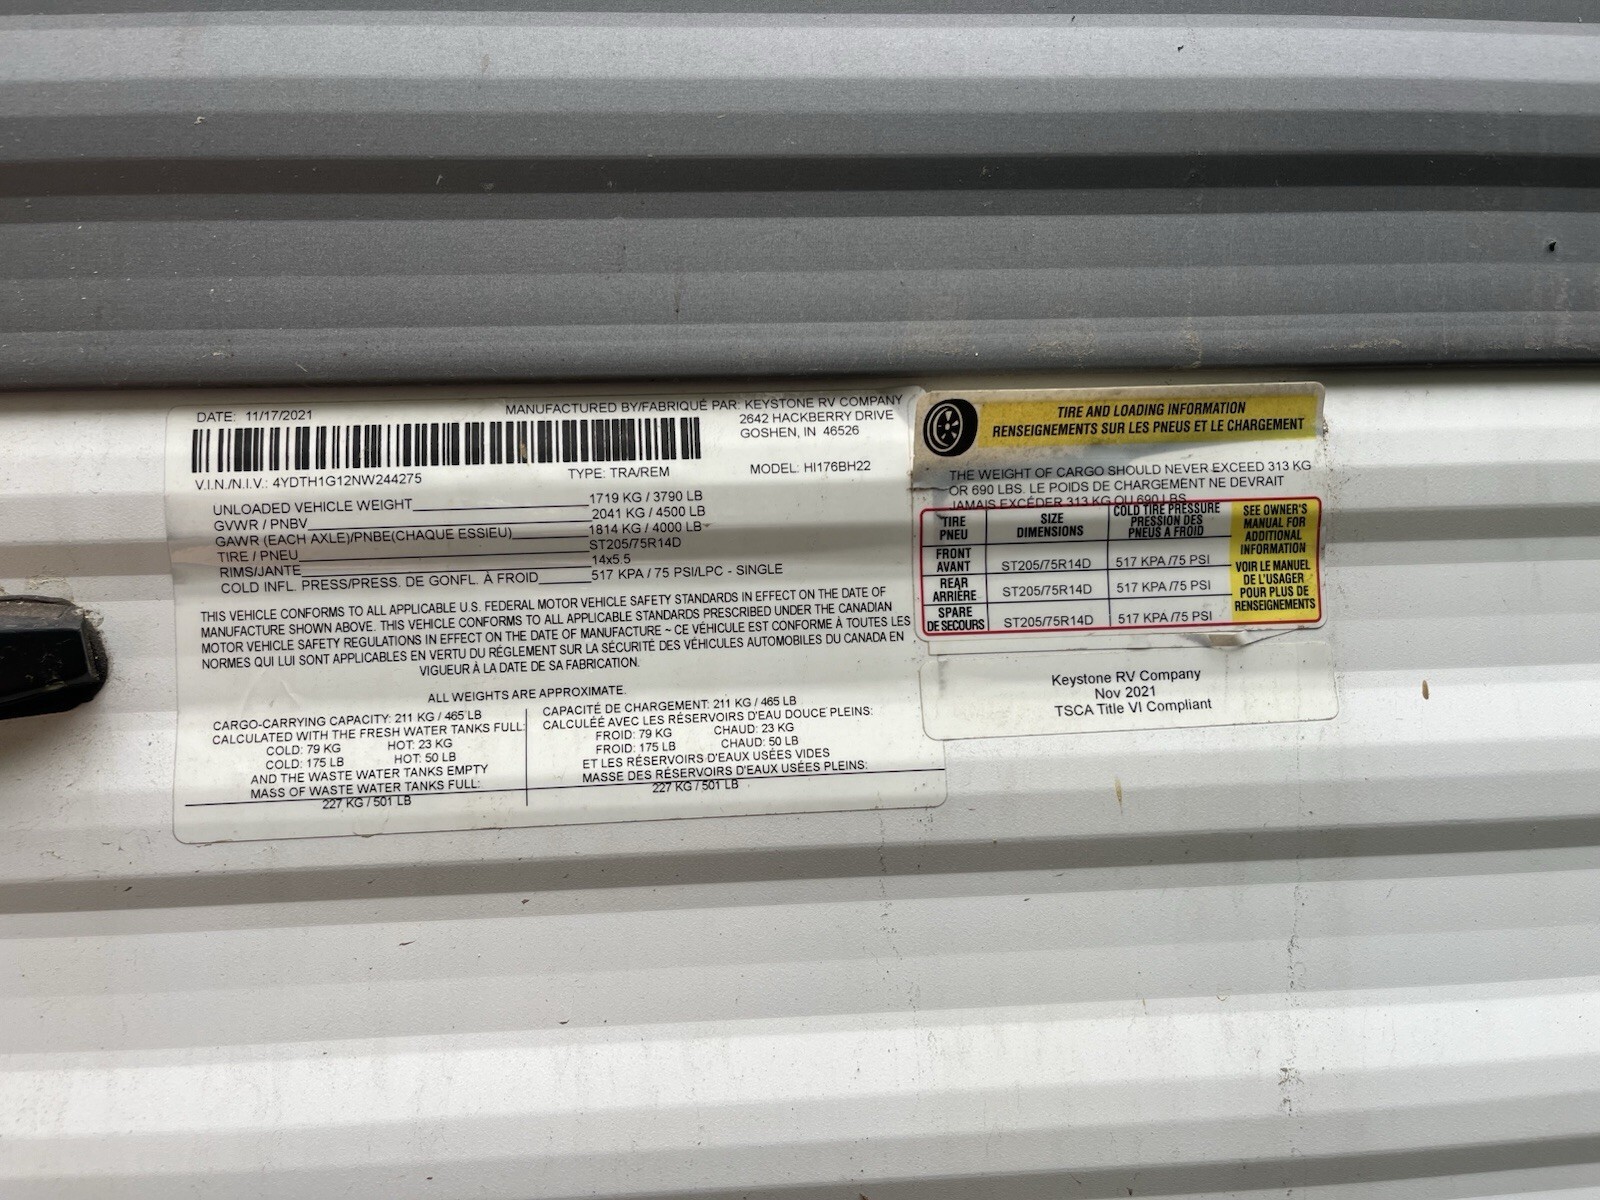 DATE: 11/17/2021
MANUFACTURED BY/FABRIQUÉ PAR: KEYSTONE RV COMPANY
2642 HACKBERRY DRIVE
GOSHEN, IN 46526
V.I.N./N.I.V.: 4YDTH1G12NW244275
TYPE: TRA/REM
MODEL: HI176BH22
UNLOADED VEHICLE WEIGHT 1719 KG / 3790 LB
GVWR / PNBV 2041 KG / 4500 LB
GAWR (EACH AXLE)/PNBE(CHAQUE ESSIEU) 1814 KG / 4000 LB
TIRE / PNEU ST205/75R14D
RIMS/JANTE 14x5.5
COLD INFL. PRESS/PRESS. DE GONFL. À FROID 517 KPA / 75 PSI/LPC - SINGLE
THIS VEHICLE CONFORMS TO ALL APPLICABLE U.S. FEDERAL MOTOR VEHICLE SAFETY STANDARDS IN EFFECT ON THE DATE OF
MANUFACTURE SHOWN ABOVE. THIS VEHICLE CONFORMS TO ALL APPLICABLE STANDARDS PRESCRIBED UNDER THE CANADIAN
MOTOR VEHICLE SAFETY REGULATIONS IN EFFECT ON THE DATE OF MANUFACTURE ~ CE VÉHICULE EST CONFORME À TOUTES LES
NORMES QUI LUI SONT APPLICABLES EN VERTU DU RÈGLEMENT SUR LA SÉCURITÉ DES VÉHICULES AUTOMOBILES DU CANADA EN
VIGUEUR À LA DATE DE SA FABRICATION.
ALL WEIGHTS ARE APPROXIMATE.
CARGO-CARRYING CAPACITY: 211 KG / 465 LB
CALCULATED WITH THE FRESH WATER TANKS FULL:
COLD: 79 KG HOT: 23 KG
COLD: 175 LB HOT: 50 LB
AND THE WASTE WATER TANKS EMPTY
MASS OF WASTE WATER TANKS FULL:
227 KG / 501 LB
CAPACITÉ DE CHARGEMENT: 211 KG / 465 LB
CALCULÉE AVEC LES RÉSERVOIRS D'EAU DOUCE PLEINS:
FROID: 79 KG CHAUD: 23 KG
FROID: 175 LB CHAUD: 50 LB
ET LES RÉSERVOIRS D'EAUX USÉES VIDES
MASSE DES RÉSERVOIRS D'EAUX USÉES PLEINS:
227 KG / 501 LB
TIRE AND LOADING INFORMATION
RENSEIGNEMENTS SUR LES PNEUS ET LE CHARGEMENT
THE WEIGHT OF CARGO SHOULD NEVER EXCEED 313 KG
OR 690 LBS. LE POIDS DE CHARGEMENT NE DEVRAIT
JAMAIS EXCÉDER 313 KG OU 690 LBS
TIRE
PNEU
SIZE
DIMENSIONS
COLD TIRE PRESSURE
PRESSION DES
PNEUS A FROID
FRONT
AVANT
ST205/75R14D 517 KPA /75 PSI
REAR
ARRIÈRE
ST205/75R14D 517 KPA /75 PSI
SPARE
DE SECOURS
ST205/75R14D 517 KPA /75 PSI
SEE OWNER'S
MANUAL FOR
ADDITIONAL
INFORMATION
VOIR LE MANUEL
DE L'USAGER
POUR PLUS DE
RENSEIGNEMENTS
Keystone RV Company
Nov 2021
TSCA Title VI Compliant